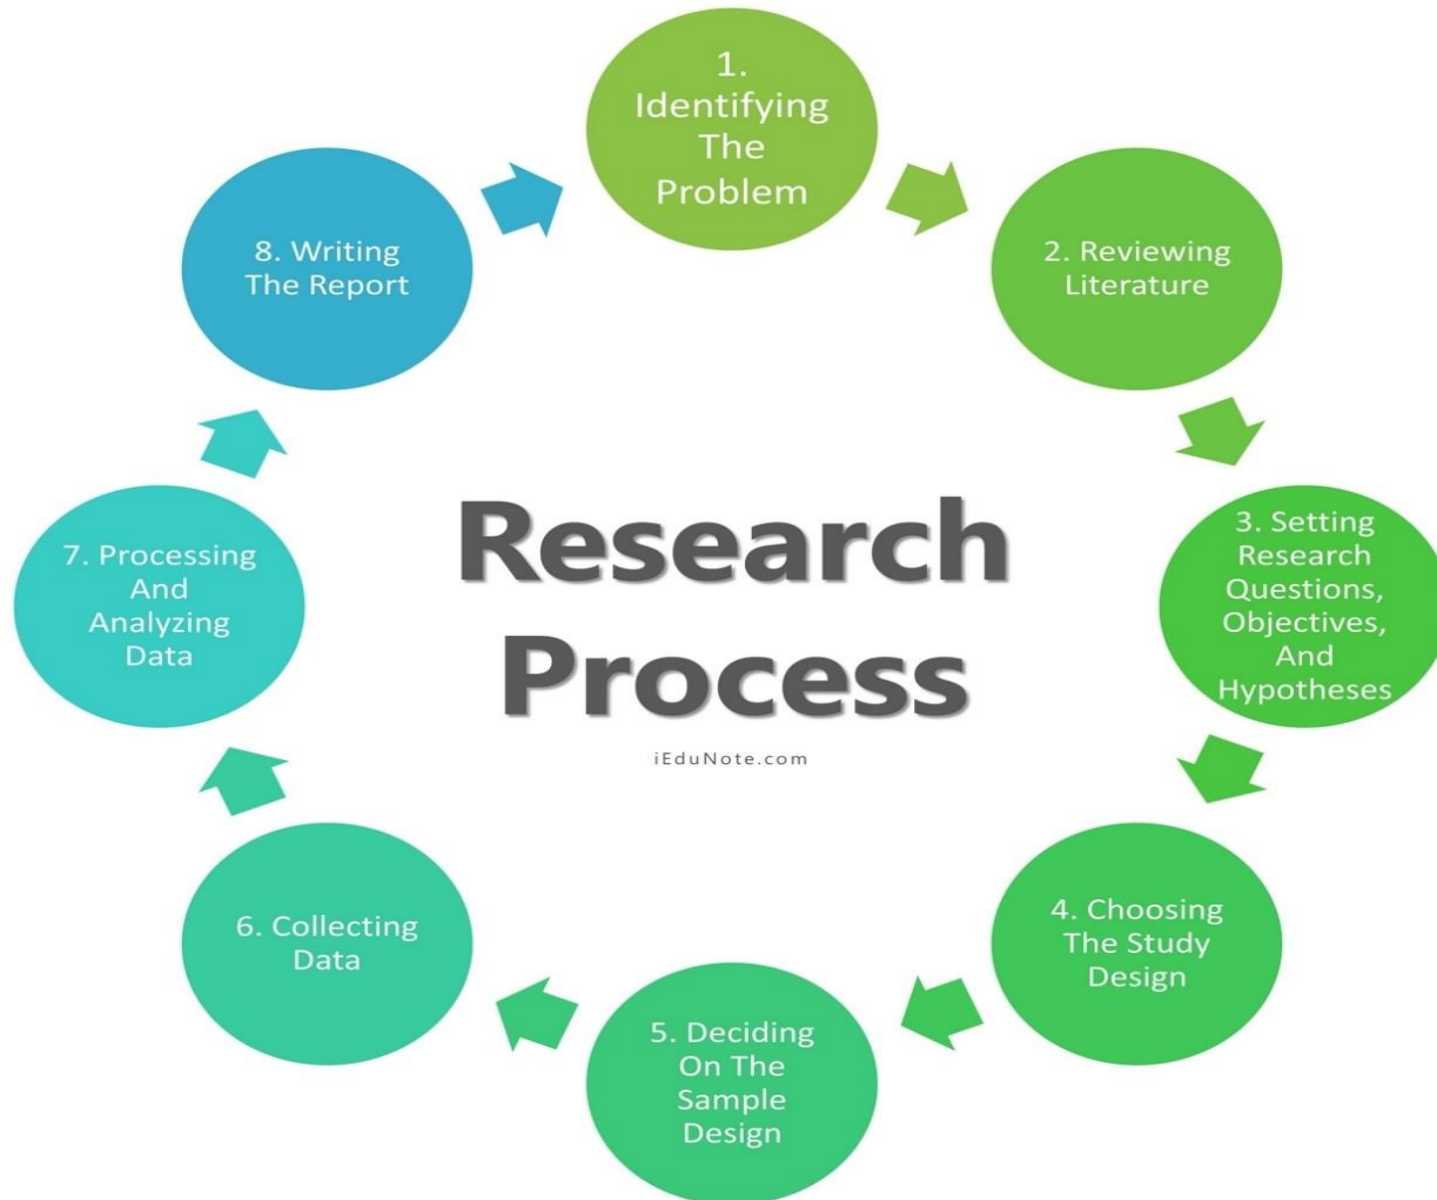 1.
Identifying
The
Problem
2. Reviewing
Literature
3. Setting
Research
Questions,
Objectives,
And
Hypotheses
4. Choosing
The Study
Design
5. Deciding
On The
Sample
Design
6. Collecting
Data
7. Processing
And
Analyzing
Data
8. Writing
The Report
Research
Process
iEduNote.com